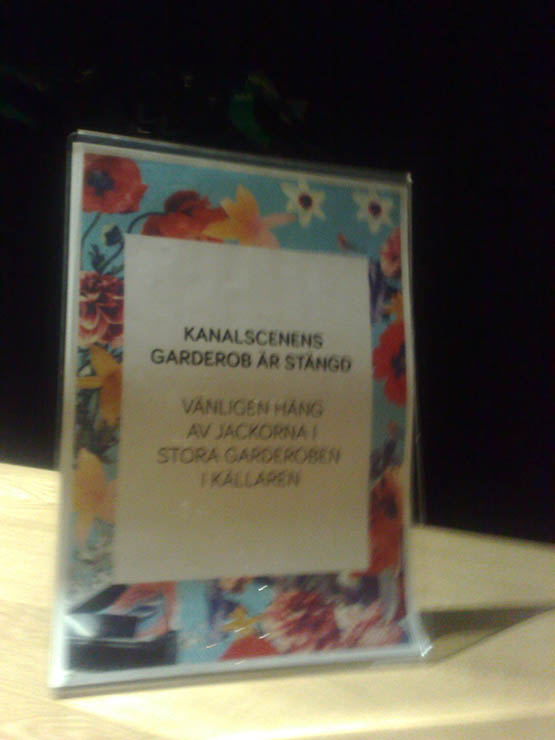 KANALSCENENS
GARDEROB ÄR STÄNGD
VÄNLIGEN HÄNG
AV JACKORNA I
STORA GARDEROBEN
I KÄLLAREN